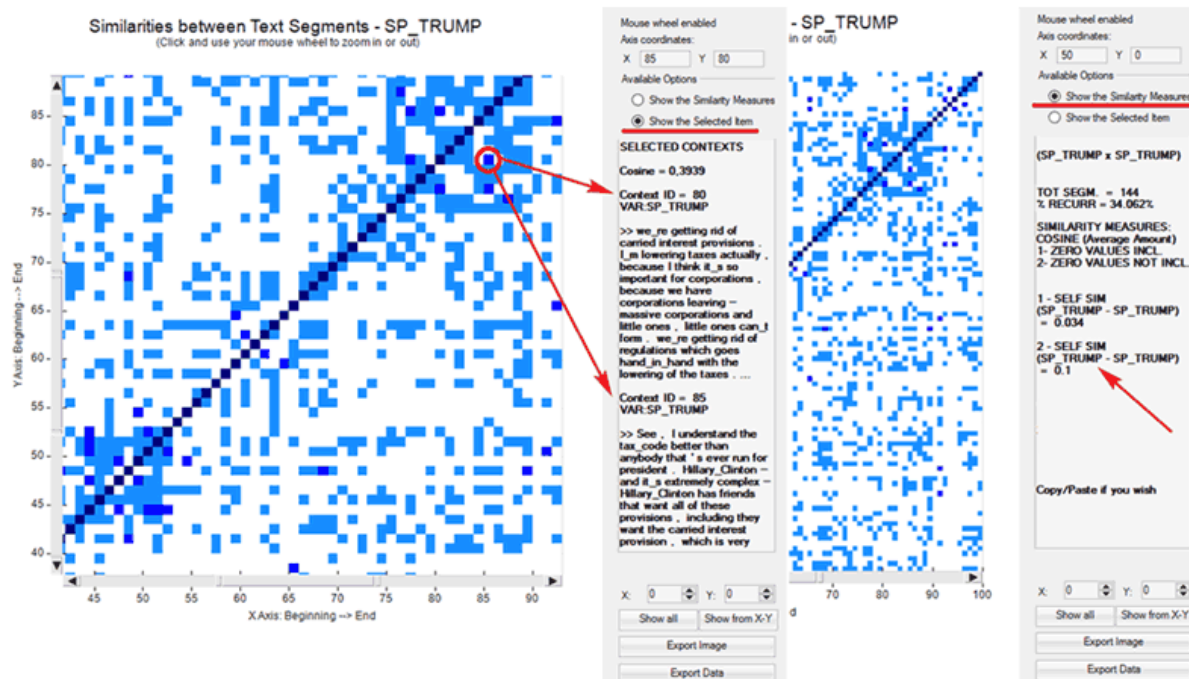 Similarities between Text Segments - SP_TRUMP
(Click and use your mouse wheel to zoom in or out)
85
80
75
70
65
60
55
50
45
40
Y Axis: Beginning --> End
45
50
55
60
65
70
75
80
85
90
X Axis: Beginning --> End
Mouse wheel enabled
Axis coordinates:
X 85 Y 80
Available Options
Show the Similarity Measures
Show the Selected Item
SELECTED CONTEXTS
Cosine = 0,3939
Context ID = 80
VAR:SP_TRUMP
>> we_re getting rid of
carried interest provisions .
I_m lowering taxes actually ,
because I think it_s so
important for corporations ,
because we have
corporations leaving –
massive corporations and
little ones , little ones can_t
form . we_re getting rid of
regulations which goes
hand_in_hand with the
lowering of the taxes . ...
Context ID = 85
VAR:SP_TRUMP
>> See , I understand the
tax_code better than
anybody that ' s ever run for
president . Hillary_Clinton –
and it_s extremely complex –
Hillary_Clinton has friends
that want all of these
provisions , including they
want the carried interest
provision , which is very
X: 0 Y: 0
Show all Show from X-Y
Export Image
Export Data
- SP_TRUMP
in or out)
70
80
90
100
d
Mouse wheel enabled
Axis coordinates:
X 50 Y 0
Available Options
Show the Similarity Measures
Show the Selected Item
(SP_TRUMP x SP_TRUMP)
TOT SEGM. = 144
% RECURR = 34.062%
SIMILARITY MEASURES:
COSINE (Average Amount)
1- ZERO VALUES INCL.
2- ZERO VALUES NOT INCL.
1 - SELF SIM
(SP_TRUMP - SP_TRUMP)
= 0.034
2 - SELF SIM
(SP_TRUMP - SP_TRUMP)
= 0.1
Copy/Paste if you wish
X: 0 Y: 0
Show all Show from X-Y
Export Image
Export Data